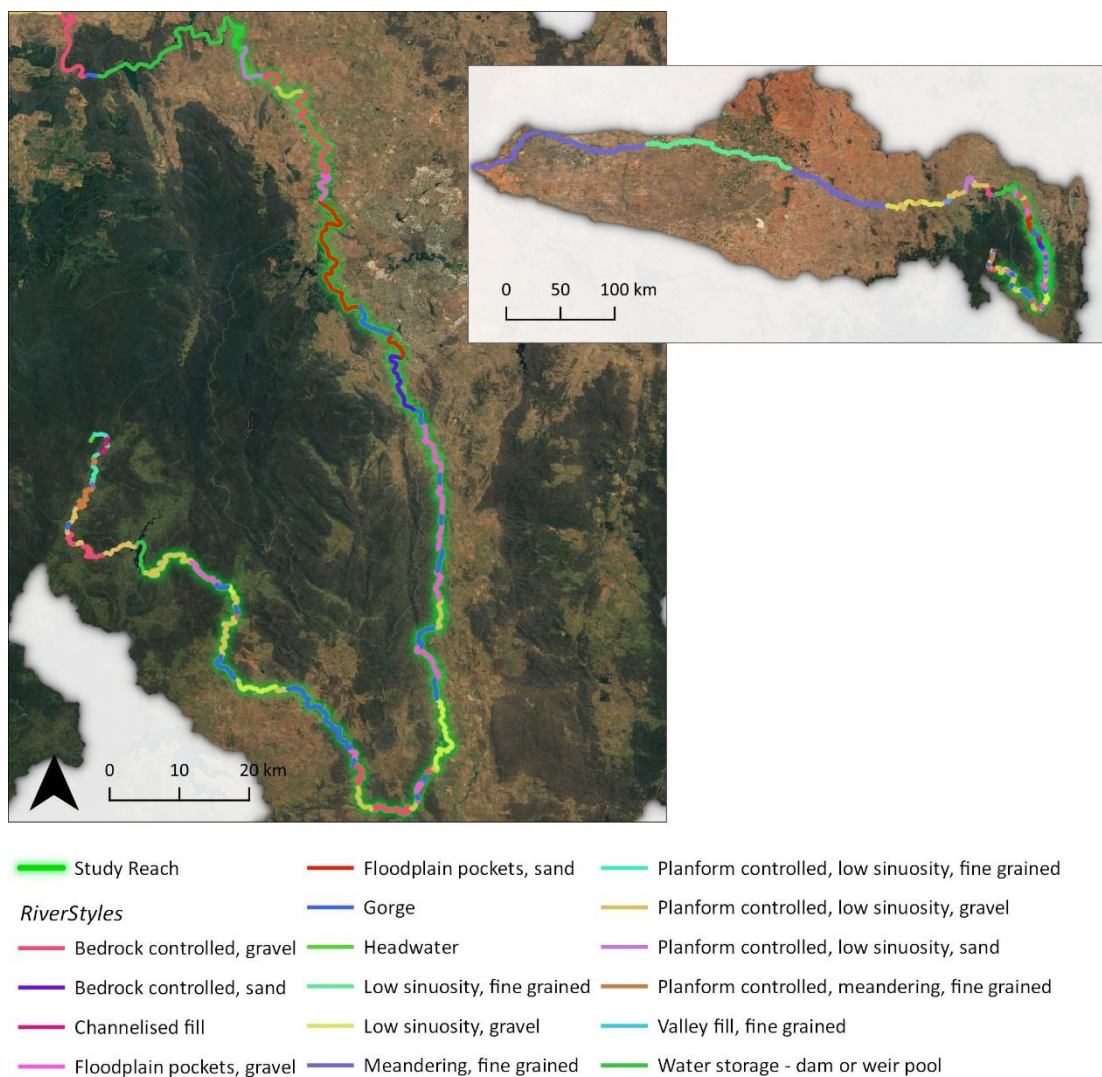 0 50 100 km
0 10 20 km
Study Reach
RiverStyles
Bedrock controlled, gravel
Bedrock controlled, sand
Channelised fill
Floodplain pockets, gravel
Floodplain pockets, sand
Gorge
Headwater
Low sinuosity, fine grained
Low sinuosity, gravel
Meandering, fine grained
Planform controlled, low sinuosity, fine grained
Planform controlled, low sinuosity, gravel
Planform controlled, low sinuosity, sand
Planform controlled, meandering, fine grained
Valley fill, fine grained
Water storage - dam or weir pool